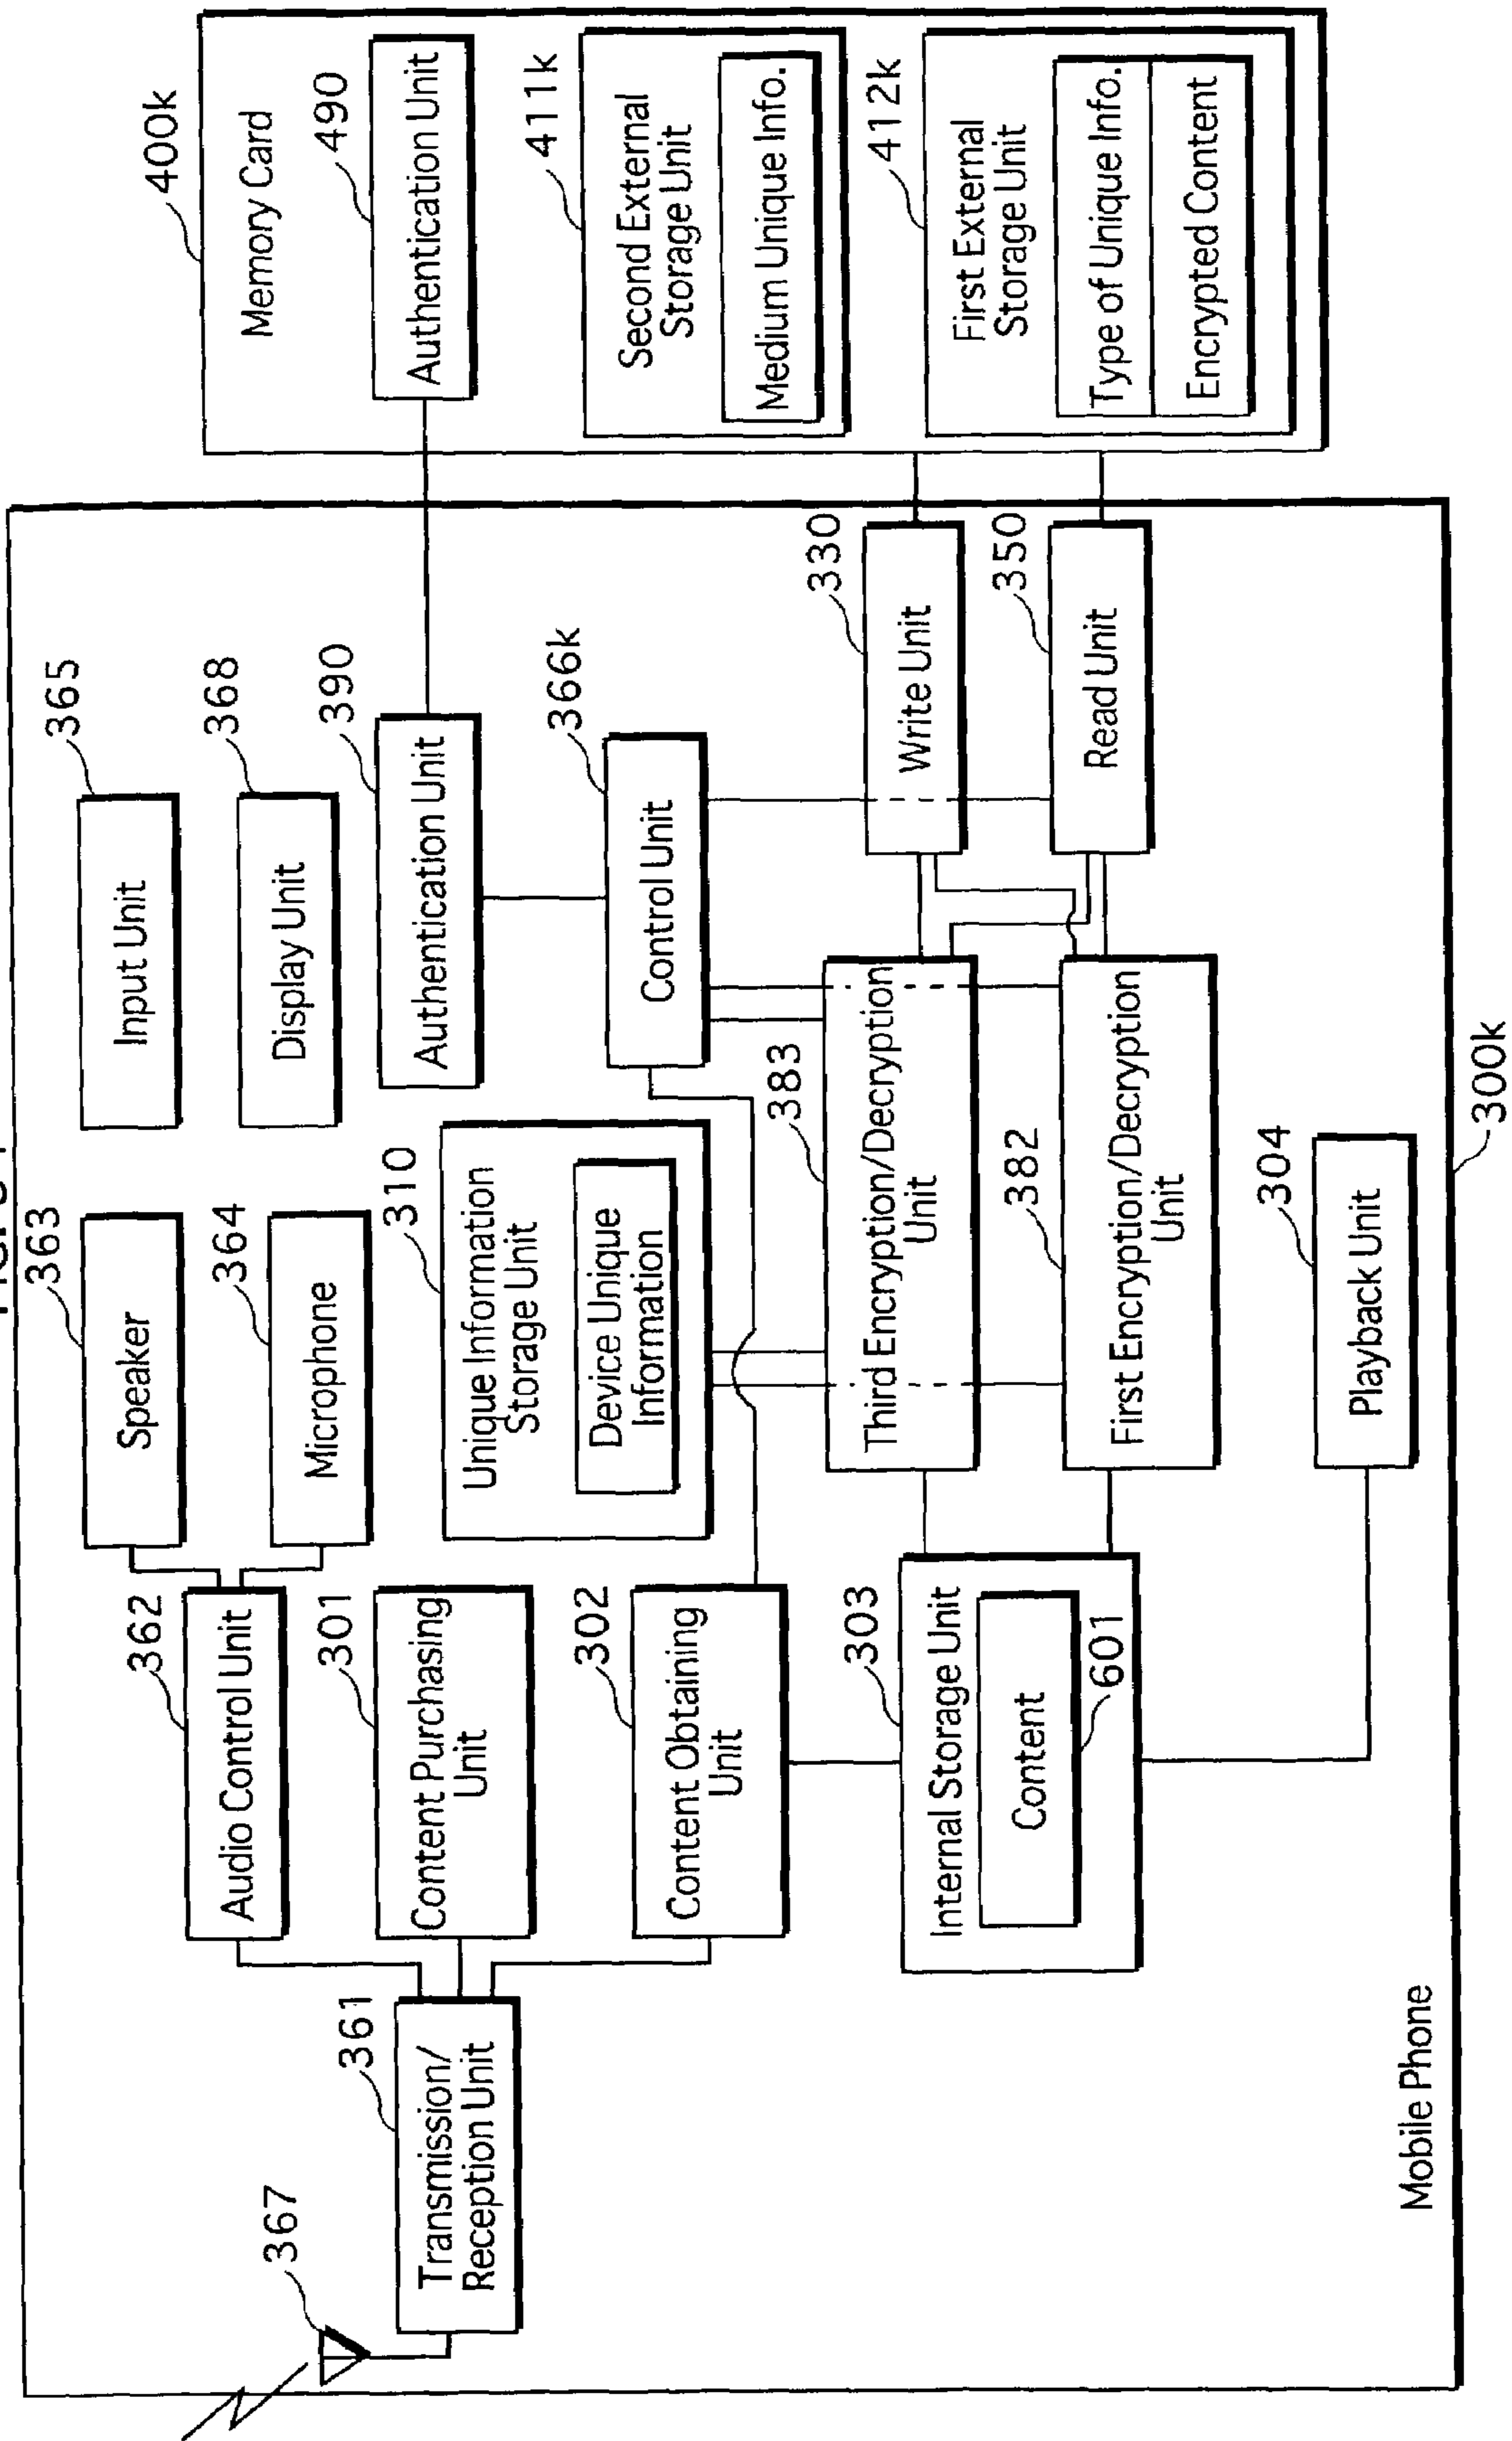 400k
Memory Card
490
Authentication Unit
411k
Second External
Storage Unit
Medium Unique Info.
412k
First External
Storage Unit
Type of Unique Info.
Encrypted Content
365
Input Unit
368
Display Unit
390
Authentication Unit
366k
Control Unit
330
Write Unit
350
Read Unit
363
Speaker
364
Microphone
310
Unique Information
Storage Unit
Device Unique
Information
383
Third Encryption/Decryption
Unit
382
First Encryption/Decryption
Unit
304
Playback Unit
362
Audio Control Unit
301
Content Purchasing
Unit
302
Content Obtaining
Unit
303
Internal Storage Unit
Content
601
361
Transmission/
Reception Unit
367
Mobile Phone
300k